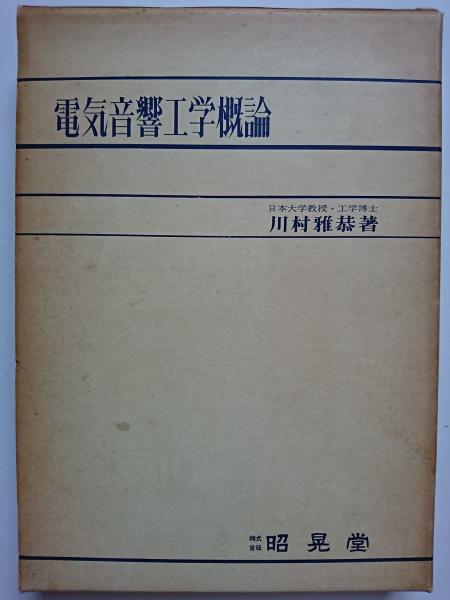 電気音響工学概論
日本大学教授・工学博士
川村雅恭著
株式会社 昭晃堂